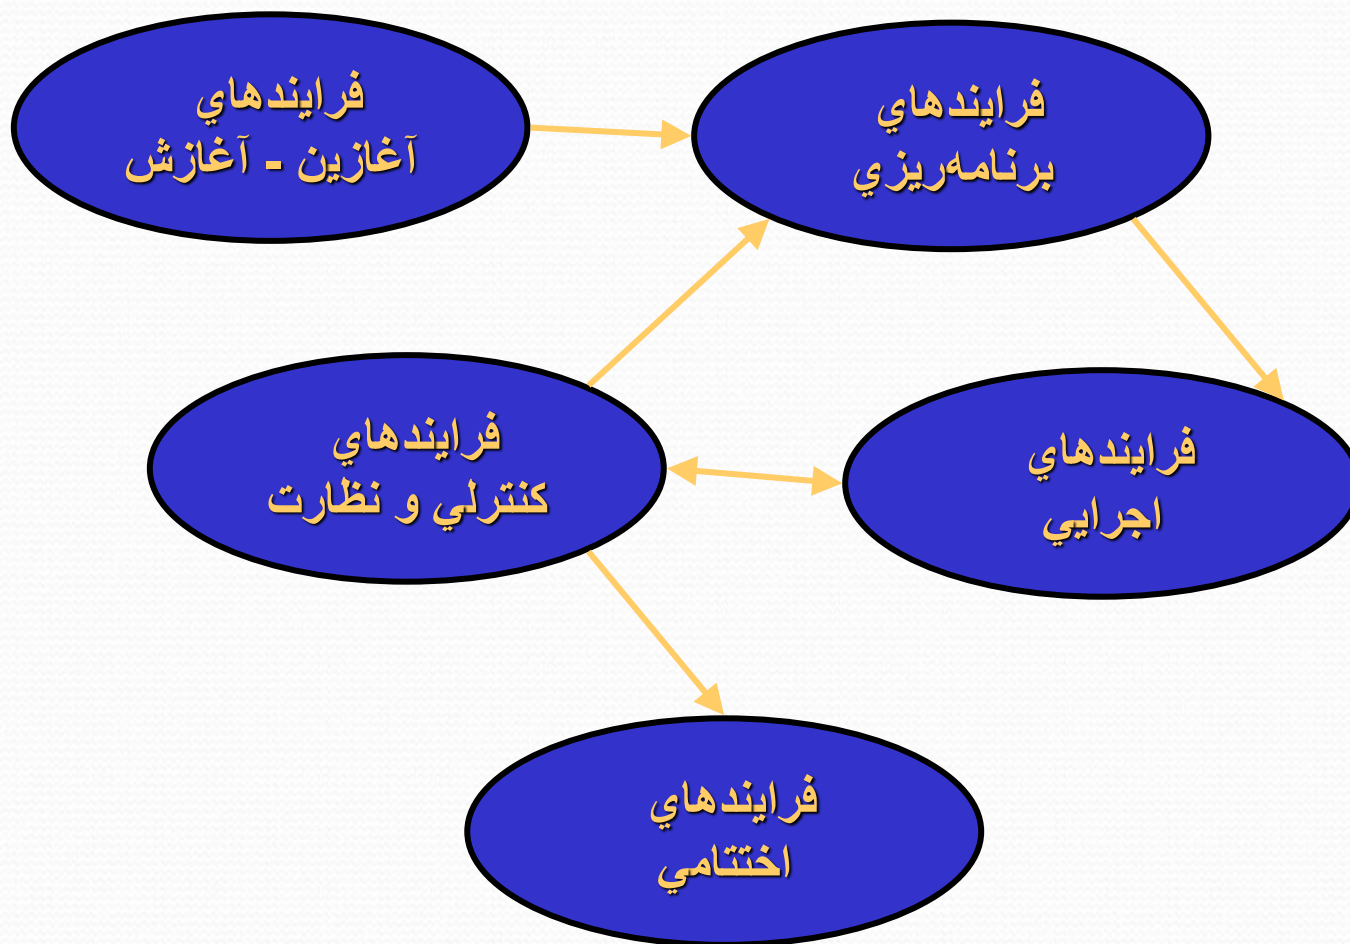 فرايندهاي
آغازين - آغازش
فرايندهاي
برنامه‌ريزي
فرايندهاي
كنترلي و نظارت
فرايندهاي
اجرايي
فرايندهاي
اختتامي